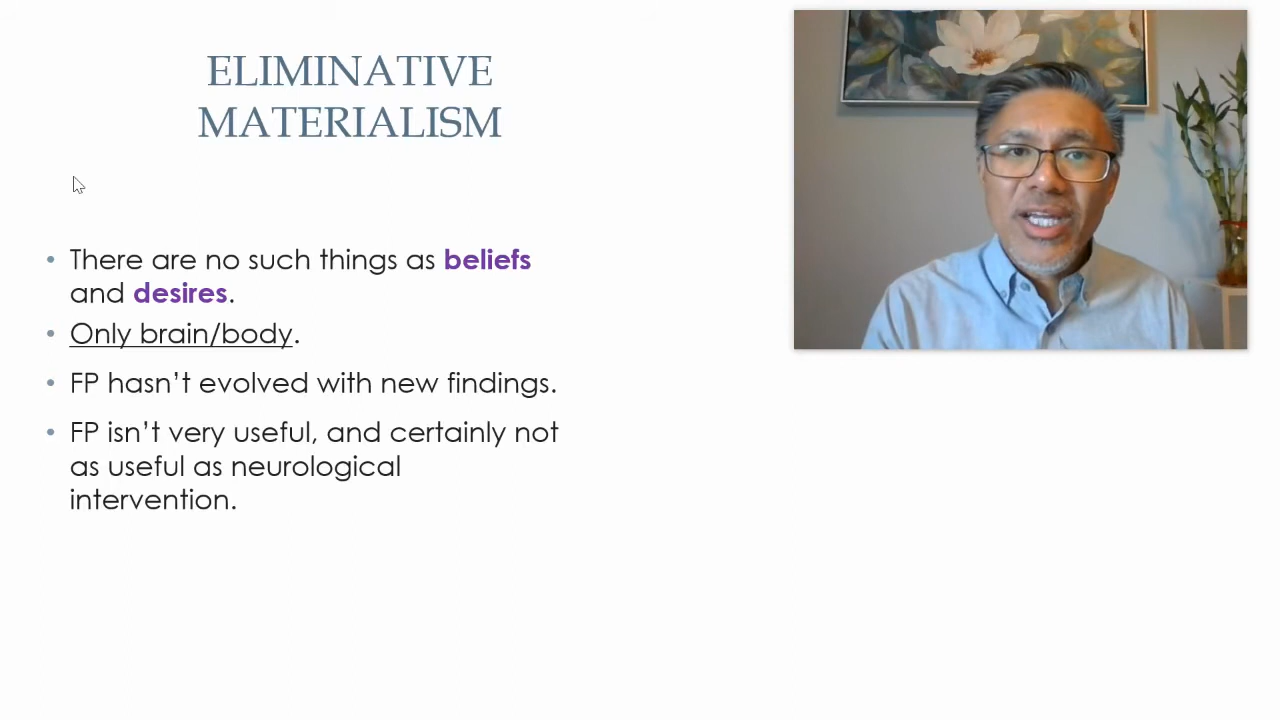 ELIMINATIVE
MATERIALISM
• There are no such things as beliefs
and desires.
• Only brain/body.
• FP hasn’t evolved with new findings.
• FP isn’t very useful, and certainly not
as useful as neurological
intervention.